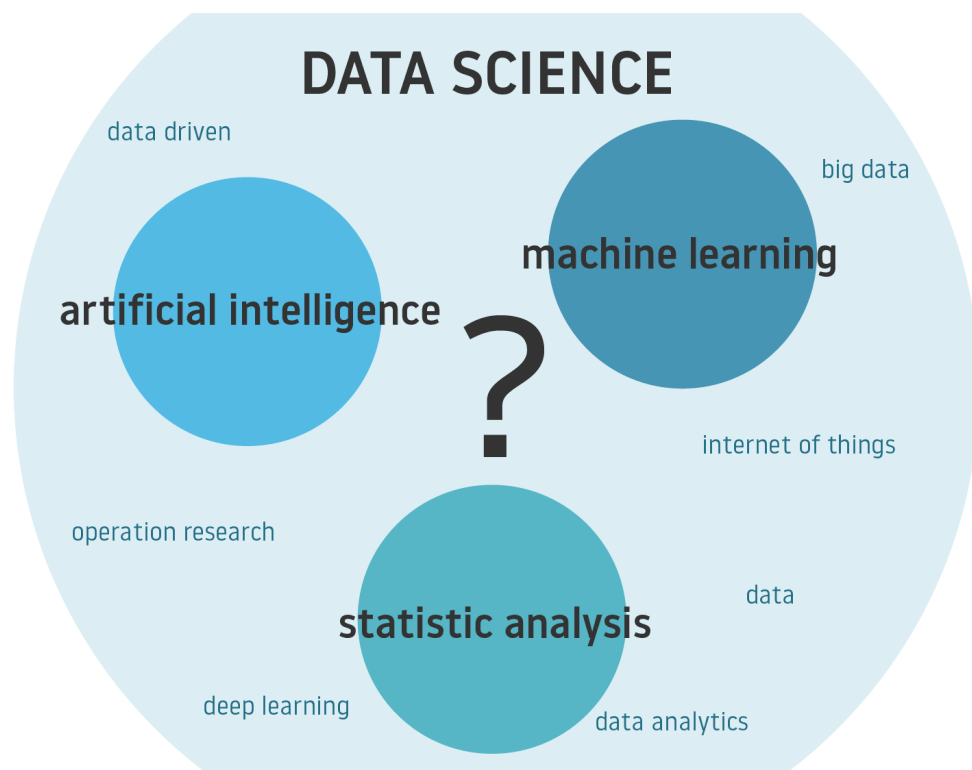 DATA SCIENCE
data driven
big data
machine learning
artificial intelligence
?
internet of things
operation research
data
statistic analysis
deep learning
data analytics